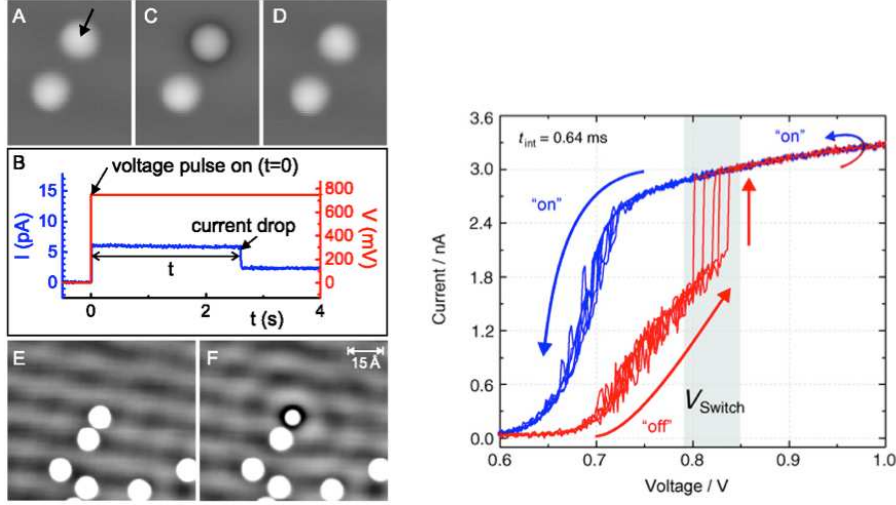 A
C
D
B
voltage pulse on (t=0)
current drop
t
I (pA)
15
10
5
0
V (mV)
800
600
400
200
0
0
2
4
t (s)
E
F
15 Å
t int = 0.64 ms
"on"
"on"
"off"
V Switch
Current / nA
3.6
3.0
2.4
1.8
1.2
0.6
0.0
0.6
0.7
0.8
0.9
1.0
Voltage / V